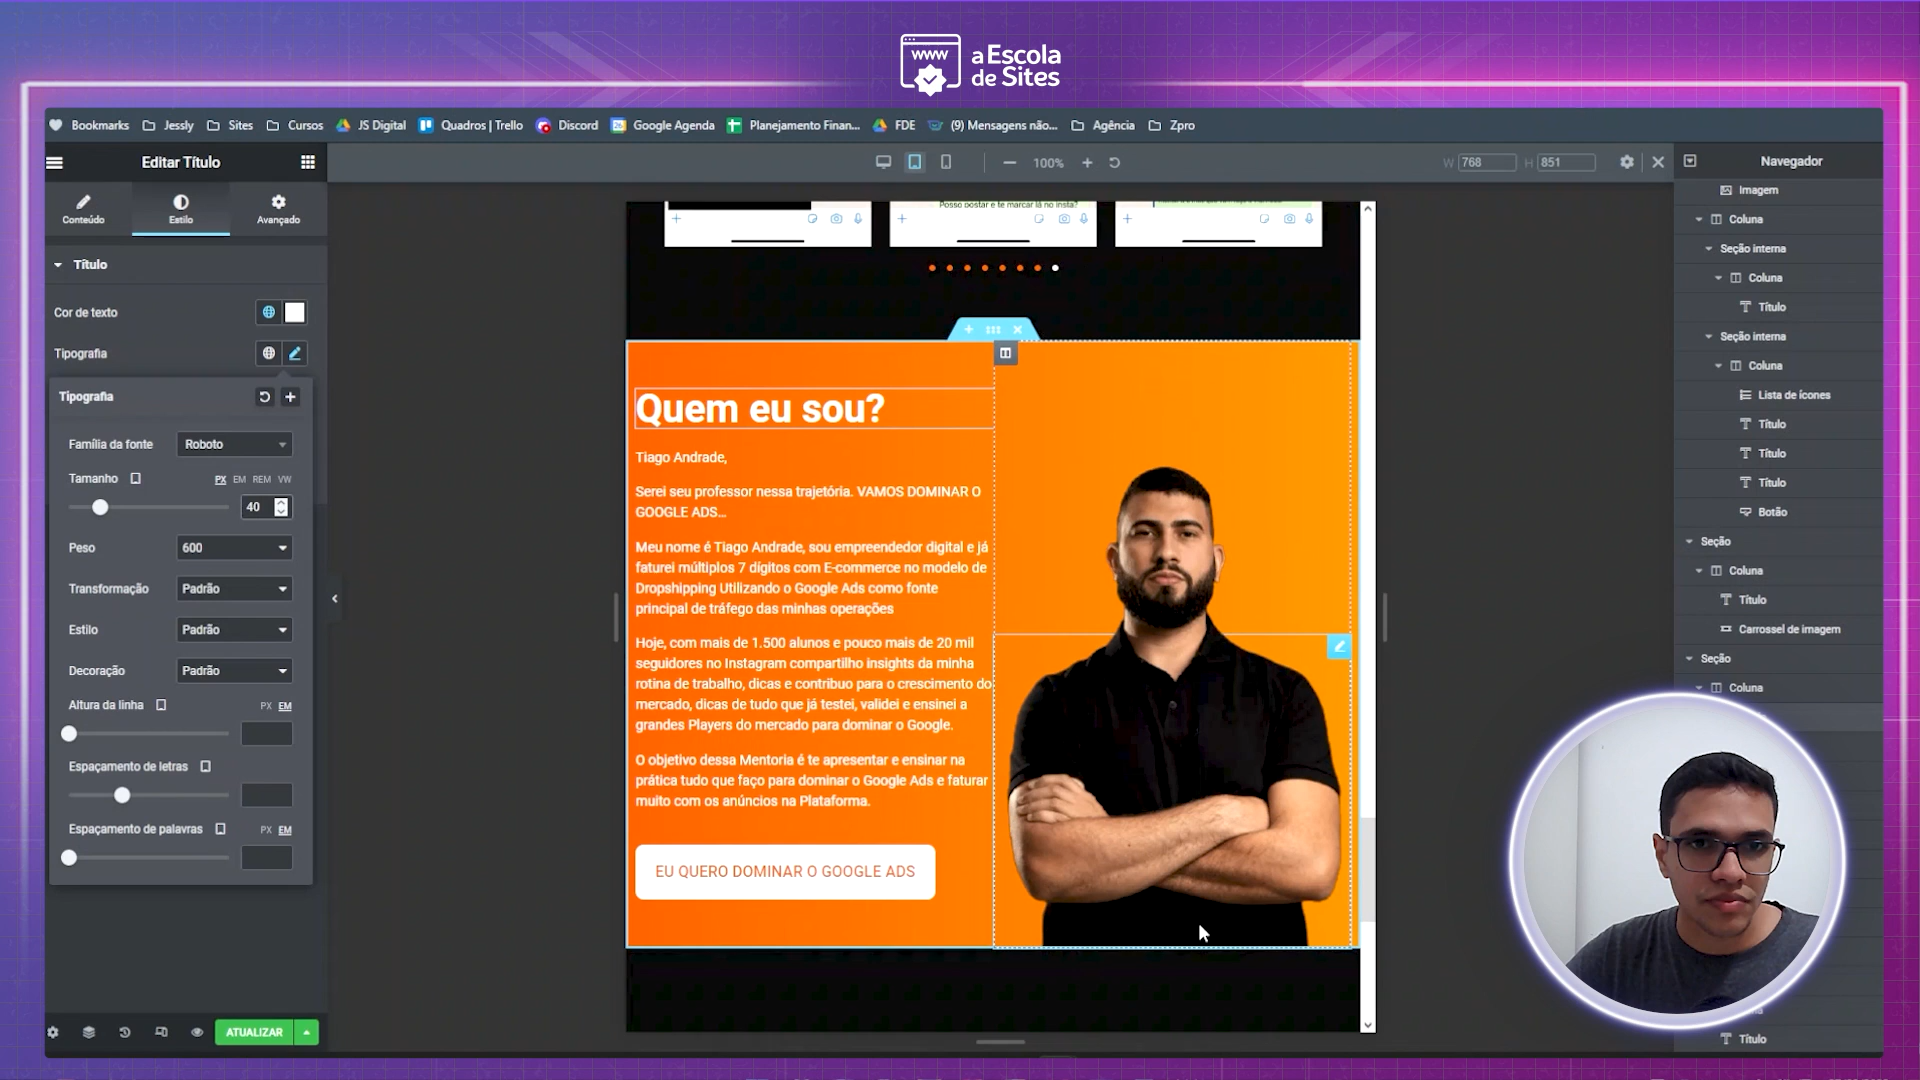 www
a Escola
de Sites
Bookmarks
Jessly
Sites
Cursos
JS Digital
Quadros | Trello
Discord
Google Agenda
Planejamento Finan...
FDE
(9) Mensagens não...
Agência
Zpro
Editar Título
100%
W 768
H 851
Navegador
Conteúdo
Estilo
Avançado
Título
Cor de texto
Tipografia
Tipografia
Família da fonte
Roboto
Tamanho
PX EM REM VW
40
Peso
600
Transformação
Padrão
Estilo
Padrão
Decoração
Padrão
Altura da linha
PX EM
Espaçamento de letras
Espaçamento de palavras
PX EM
ATUALIZAR
Posso postar e te marcar lá no insta?
Quem eu sou?
Tiago Andrade,
Serei seu professor nessa trajetória. VAMOS DOMINAR O
GOOGLE ADS...
Meu nome é Tiago Andrade, sou empreendedor digital e já
faturei múltiplos 7 dígitos com E-commerce no modelo de
Dropshipping Utilizando o Google Ads como fonte
principal de tráfego das minhas operações
Hoje, com mais de 1.500 alunos e pouco mais de 20 mil
seguidores no Instagram compartilho insights da minha
rotina de trabalho, dicas e contribuo para o crescimento do
mercado, dicas de tudo que já testei, validei e ensinei a
grandes Players do mercado para dominar o Google.
O objetivo dessa Mentoria é te apresentar e ensinar na
prática tudo que faço para dominar o Google Ads e faturar
muito com os anúncios na Plataforma.
EU QUERO DOMINAR O GOOGLE ADS
Imagem
Coluna
Seção interna
Coluna
Título
Seção interna
Coluna
Lista de ícones
Título
Título
Título
Botão
Seção
Coluna
Título
Carrossel de imagem
Seção
Coluna
Título